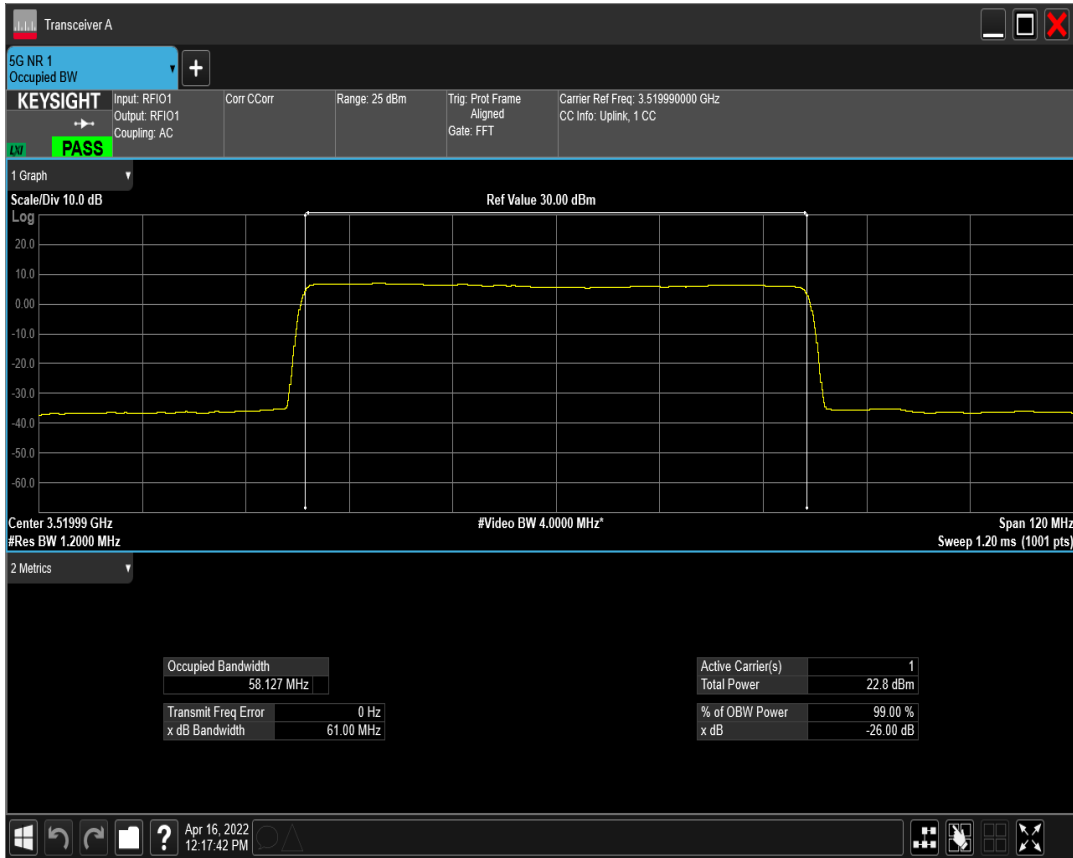 Transceiver A
5G NR 1
Occupied BW
+
KEYSIGHT
LXI
PASS
Input: RFIO1
Output: RFIO1
Coupling: AC
Corr CCorr
Range: 25 dBm
Trig: Prot Frame
Aligned
Gate: FFT
Carrier Ref Freq: 3.519990000 GHz
CC Info: Uplink, 1 CC
1 Graph
Scale/Div 10.0 dB
Ref Value 30.00 dBm
Log
20.0
10.0
0.00
-10.0
-20.0
-30.0
-40.0
-50.0
-60.0
Center 3.51999 GHz
#Video BW 4.0000 MHz*
Span 120 MHz
#Res BW 1.2000 MHz
Sweep 1.20 ms (1001 pts)
2 Metrics
Occupied Bandwidth
58.127 MHz
Transmit Freq Error 0 Hz
x dB Bandwidth 61.00 MHz
Active Carrier(s) 1
Total Power 22.8 dBm
% of OBW Power 99.00 %
x dB -26.00 dB
?
Apr 16, 2022
12:17:42 PM